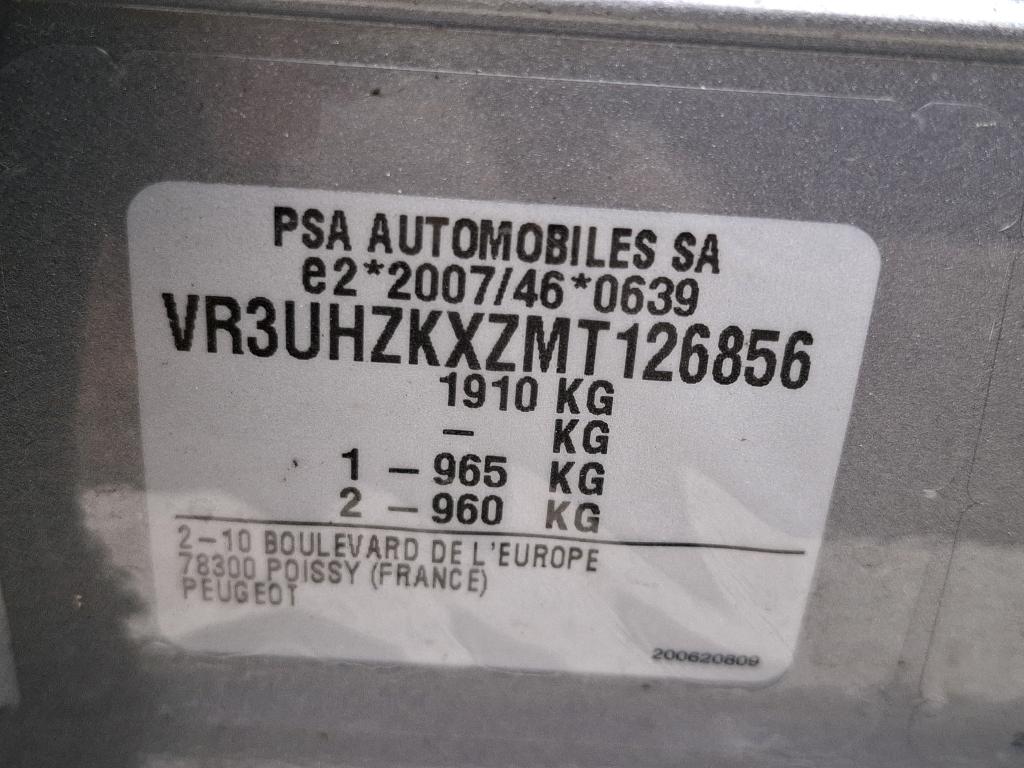 PSA AUTOMOBILES SA
e2*2007/46*0639
VR3UHZKXZMT126856
1910 KG
– KG
1 – 965 KG
2 – 960 KG
2–10 BOULEVARD DE L'EUROPE
78300 POISSY (FRANCE)
PEUGEOT
200620809